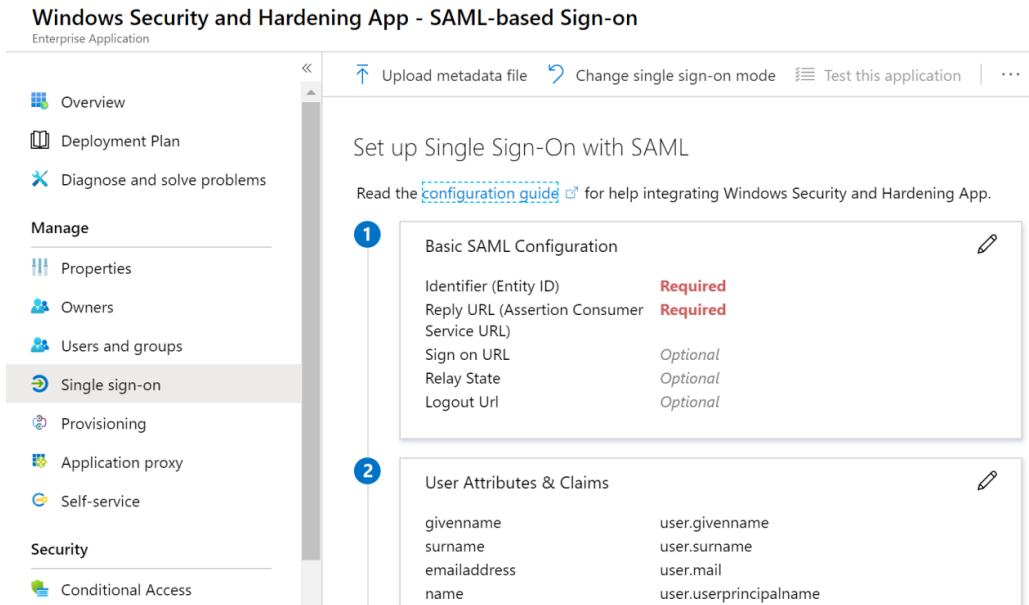 Windows Security and Hardening App - SAML-based Sign-on
Enterprise Application
«
Overview
Deployment Plan
Diagnose and solve problems
Manage
Properties
Owners
Users and groups
Single sign-on
Provisioning
Application proxy
Self-service
Security
Conditional Access
Upload metadata file Change single sign-on mode Test this application ...
Set up Single Sign-On with SAML
Read the configuration guide for help integrating Windows Security and Hardening App.
1
Basic SAML Configuration
Identifier (Entity ID) Required
Reply URL (Assertion Consumer Required
Service URL)
Sign on URL Optional
Relay State Optional
Logout Url Optional
2
User Attributes & Claims
givenname user.givenname
surname user.surname
emailaddress user.mail
name user.userprincipalname